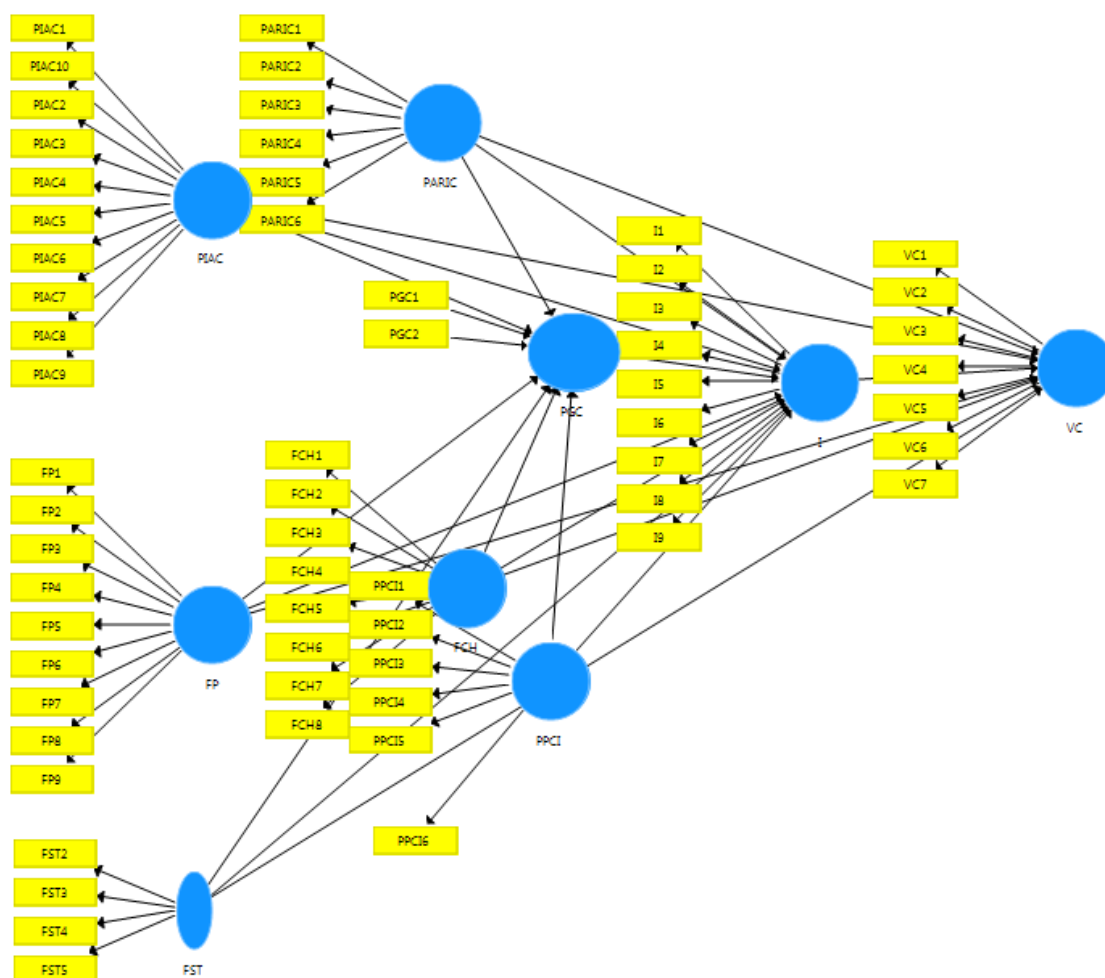 PIAC1
PIAC10
PIAC2
PIAC3
PIAC4
PIAC5
PIAC6
PIAC7
PIAC8
PIAC9
PIAC
PARIC1
PARIC2
PARIC3
PARIC4
PARIC5
PARIC6
PARIC
PGC1
PGC2
PGC
I1
I2
I3
I4
I5
I6
I7
I8
I9
I
VC1
VC2
VC3
VC4
VC5
VC6
VC7
VC
FP1
FP2
FP3
FP4
FP5
FP6
FP7
FP8
FP9
FP
FCH1
FCH2
FCH3
FCH4
FCH5
FCH6
FCH7
FCH8
FCH
PPCI1
PPCI2
PPCI3
PPCI4
PPCI5
PPCI6
PPCI
FST2
FST3
FST4
FST5
FST